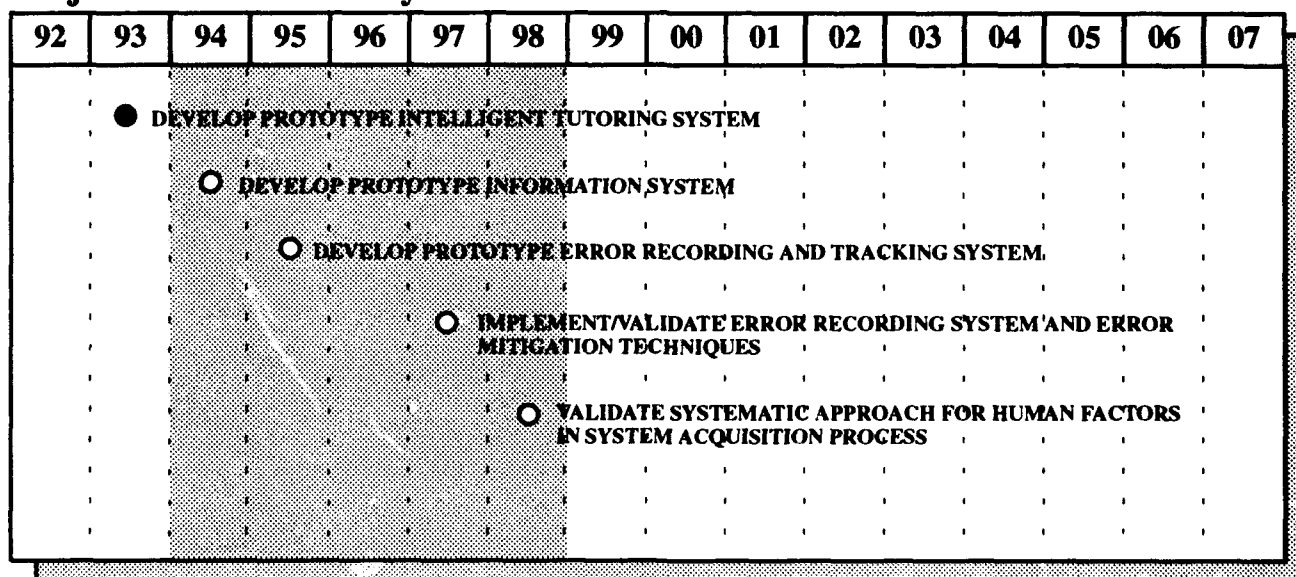 92 93 94 95 96 97 98 99 00 01 02 03 04 05 06 07
DEVELOP PROTOTYPE INTELLIGENT TUTORING SYSTEM
DEVELOP PROTOTYPE INFORMATION SYSTEM
DEVELOP PROTOTYPE ERROR RECORDING AND TRACKING SYSTEM
IMPLEMENT/VALIDATE ERROR RECORDING SYSTEM AND ERROR
MITIGATION TECHNIQUES
VALIDATE SYSTEMATIC APPROACH FOR HUMAN FACTORS
IN SYSTEM ACQUISITION PROCESS